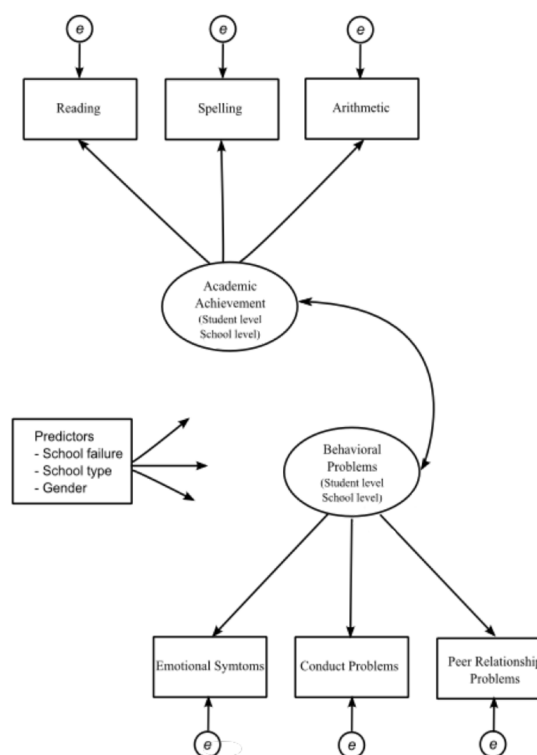 e
e
e
Reading
Spelling
Arithmetic
Academic
Achievement
(Student level
School level)
Predictors
- School failure
- School type
- Gender
Behavioral
Problems
(Student level
School level)
Emotional Symtoms
Conduct Problems
Peer Relationship
Problems
e
e
e